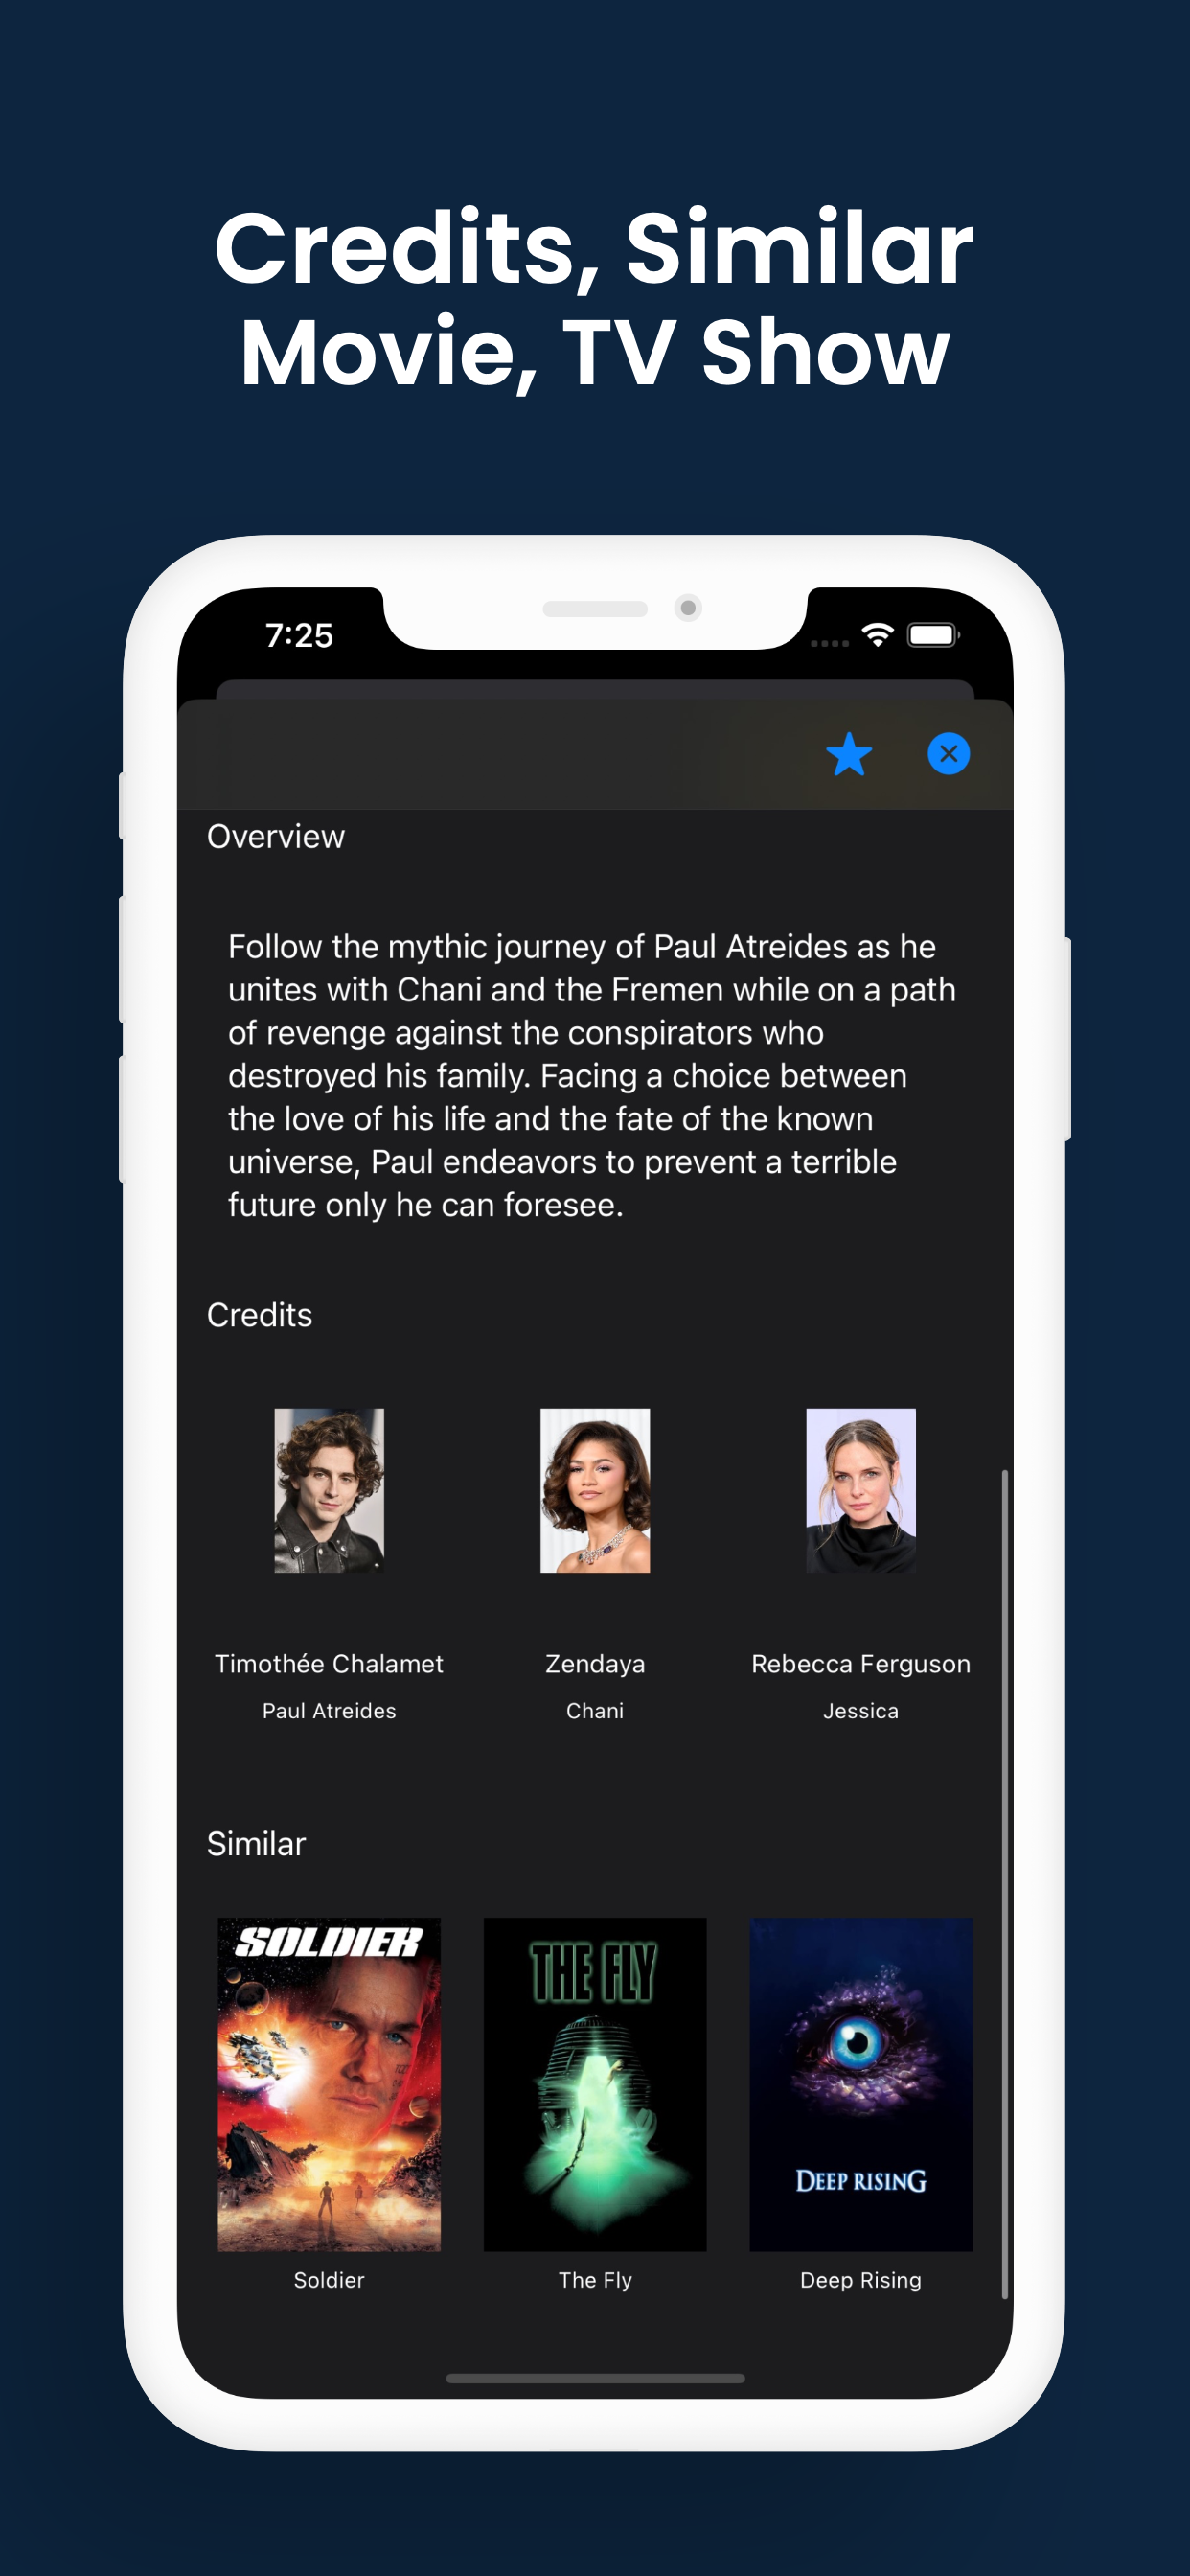 Credits, Similar
Movie, TV Show
7:25
Overview
Follow the mythic journey of Paul Atreides as he
unites with Chani and the Fremen while on a path
of revenge against the conspirators who
destroyed his family. Facing a choice between
the love of his life and the fate of the known
universe, Paul endeavors to prevent a terrible
future only he can foresee.
Credits
Timothée Chalamet
Paul Atreides
Zendaya
Chani
Rebecca Ferguson
Jessica
Similar
SOLDIER
THE FLY
DEEP RISING
Soldier
The Fly
Deep Rising